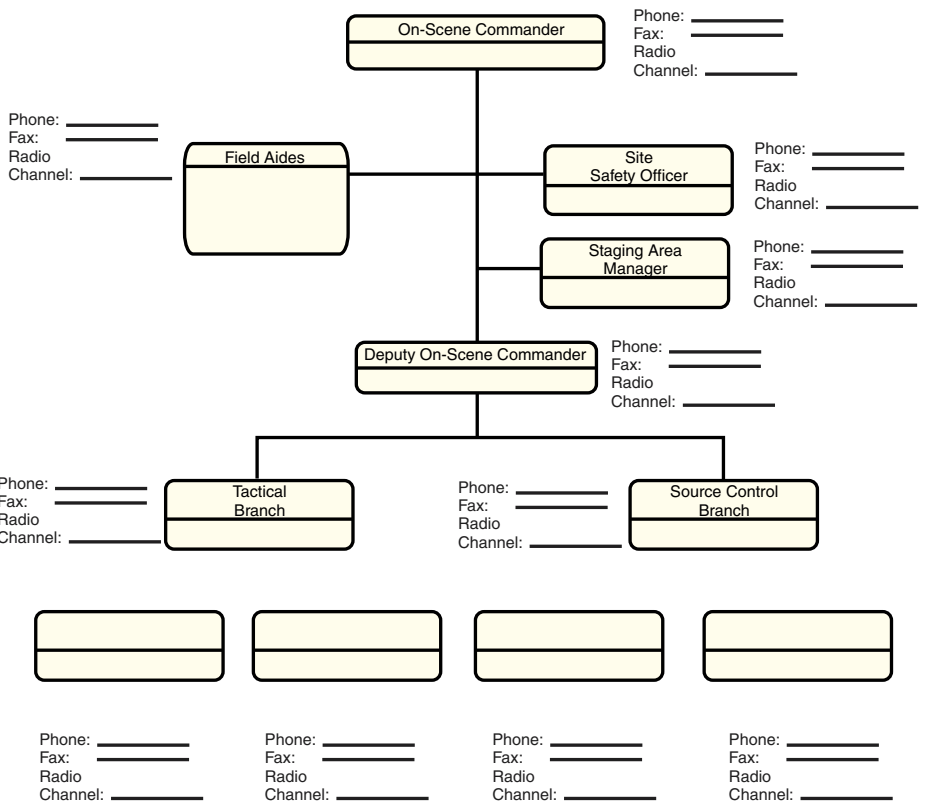 On-Scene Commander
Phone:
Fax:
Radio
Channel:
Phone:
Fax:
Radio
Channel:
Field Aides
Site
Safety Officer
Phone:
Fax:
Radio
Channel:
Staging Area
Manager
Phone:
Fax:
Radio
Channel:
Deputy On-Scene Commander
Phone:
Fax:
Radio
Channel:
Phone:
Fax:
Radio
Channel:
Tactical
Branch
Phone:
Fax:
Radio
Channel:
Source Control
Branch
Phone:
Fax:
Radio
Channel:
Phone:
Fax:
Radio
Channel:
Phone:
Fax:
Radio
Channel:
Phone:
Fax:
Radio
Channel: